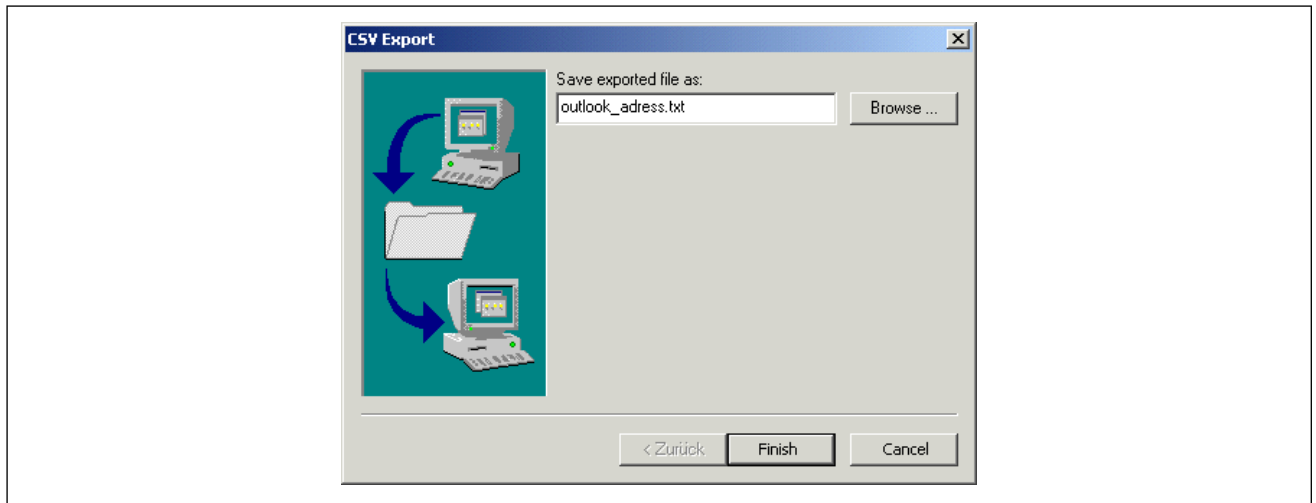 CSV Export
Save exported file as:
outlook_adress.txt
Browse ...
< Zurück
Finish
Cancel